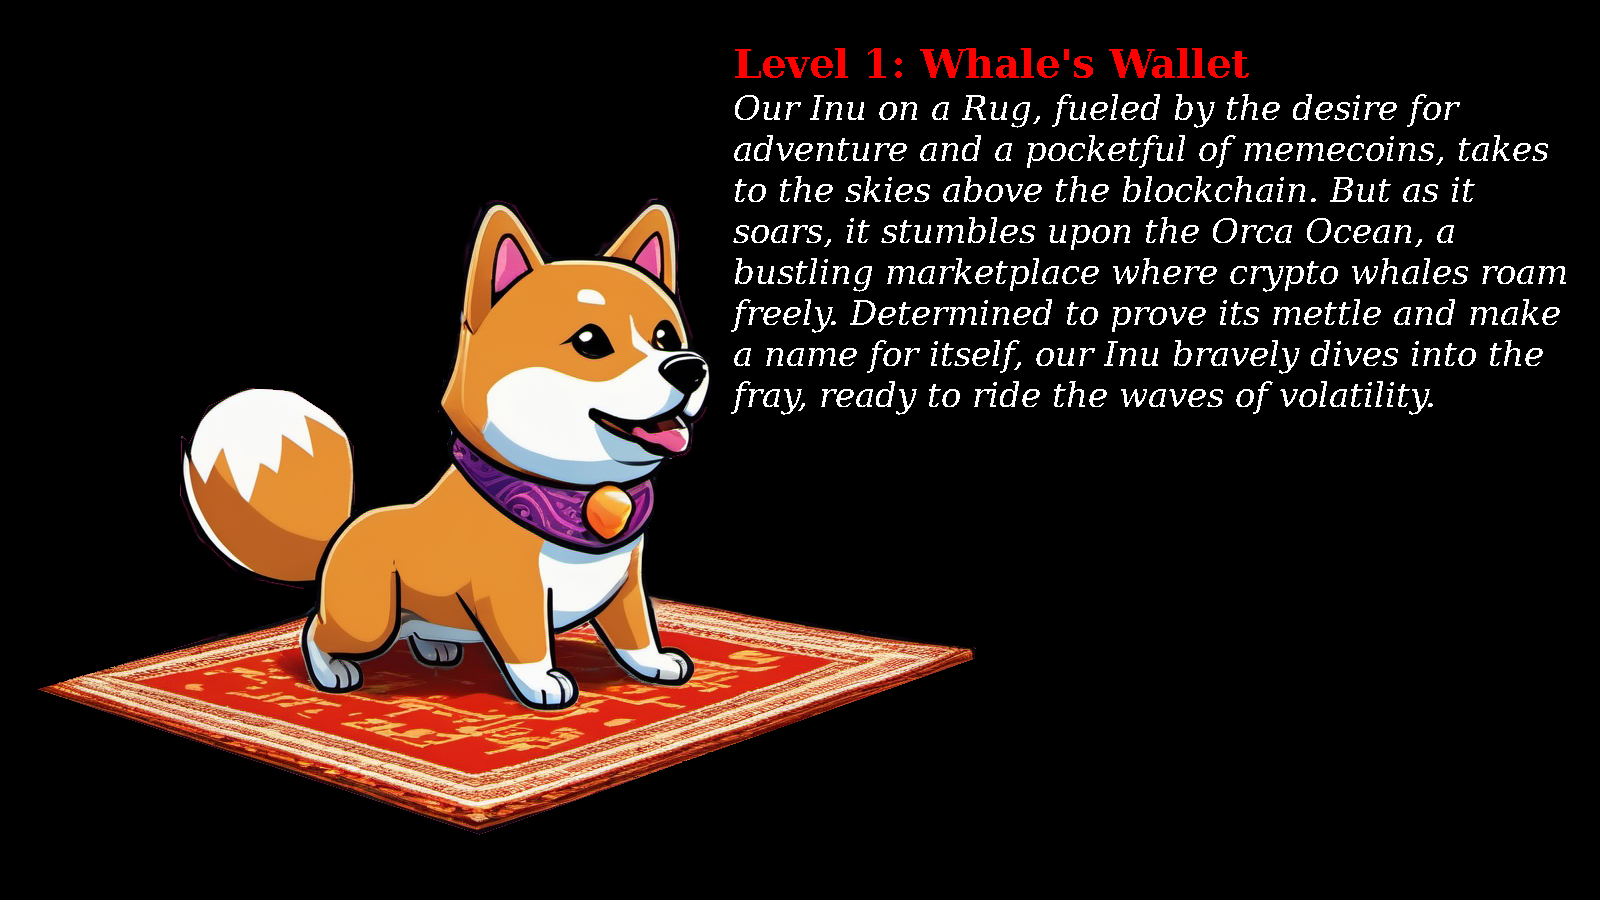 Level 1: Whale's Wallet
Our Inu on a Rug, fueled by the desire for
adventure and a pocketful of memecoins, takes
to the skies above the blockchain. But as it
soars, it stumbles upon the Orca Ocean, a
bustling marketplace where crypto whales roam
freely. Determined to prove its mettle and make
a name for itself, our Inu bravely dives into the
fray, ready to ride the waves of volatility.